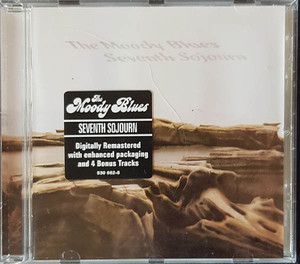 The Moody Blues
Seventh Sojourn
The
Moody Blues
SEVENTH SOJOURN
Digitally Remastered
with enhanced packaging
and 4 Bonus Tracks